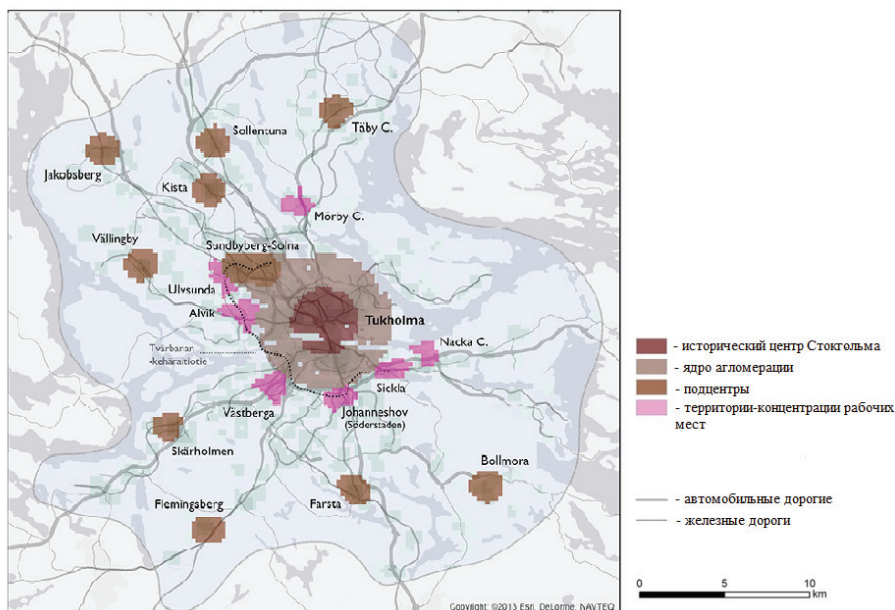 Sollentuna
Täby C.
Jakobsberg
Kista
Mörby C.
Vällingby
Sundbyberg-Solna
Ulvsunda
Alvik
Tukholma
Nacka C.
Tvärbanan
-kehäraitiotie
Sickla
Västberga
Johanneshov
(Söderstaden)
Skärholmen
Bollmora
Flemingsberg
Farsta
Copyright: ©2013 Esri, DeLorme, NAVTEQ
- исторический центр Стокгольма
- ядро агломерации
- подцентры
- территории-концентрации рабочих
мест
- автомобильные дорогие
- железные дороги
0 5 10
km